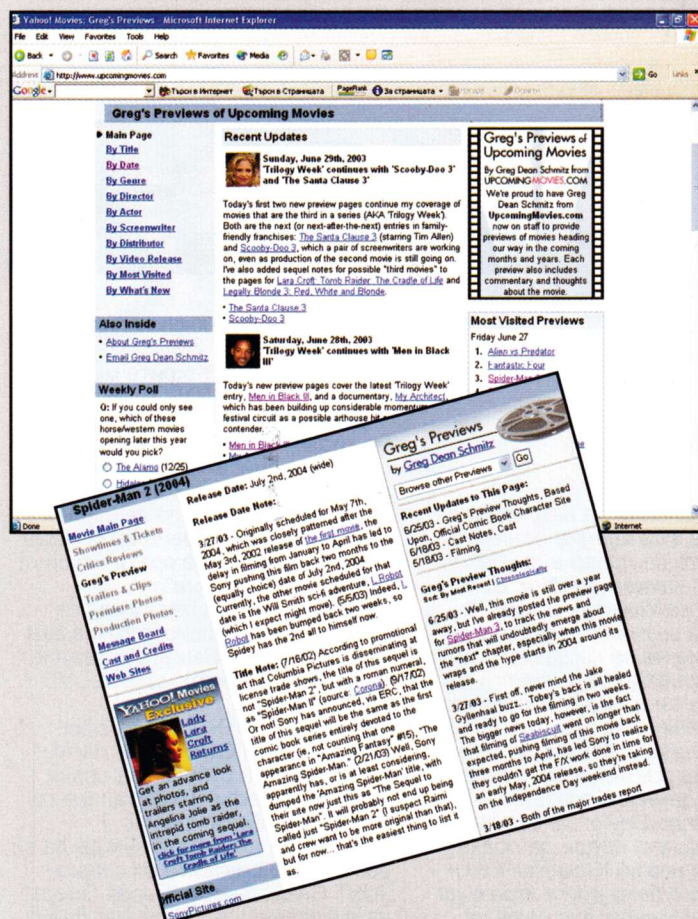 Yahoo! Movies: Greg's Previews - Microsoft Internet Explorer
File Edit View Favorites Tools Help
Back Search Favorites Media
Address http://www.upcomingmovies.com Go Links
Google Търси в Интернет Търси в Страницата PageRank За страницата
Greg's Previews of Upcoming Movies
Main Page
By Title
By Date
By Genre
By Director
By Actor
By Screenwriter
By Distributor
By Video Release
By Most Visited
By What's New
Also Inside
• About Greg's Previews
• Email Greg Dean Schmitz
Weekly Poll
Q: If you could only see
one, which of these
horse/western movies
opening later this year
would you pick?
The Alamo (12/25)
Recent Updates
Sunday, June 29th, 2003
'Trilogy Week' continues with 'Scooby-Doo 3'
and 'The Santa Clause 3'
Today's first two new preview pages continue my coverage of
movies that are the third in a series (AKA 'Trilogy Week').
Both are the next (or next-after-the-next) entries in family-
friendly franchises: The Santa Clause 3 (starring Tim Allen)
and Scooby-Doo 3, which a pair of screenwriters are working
on, even as production of the second movie is still going on.
I've also added sequel notes for possible "third movies" to
the pages for Lara Croft: Tomb Raider: The Cradle of Life and
Legally Blonde 3: Red, White and Blonde.
• The Santa Clause 3
• Scooby-Doo 3
Saturday, June 28th, 2003
'Trilogy Week' continues with 'Men in Black
III'
Today's new preview pages cover the latest 'Trilogy Week'
entry, Men in Black III, and a documentary, My Architect,
which has been building up considerable
festival circuit as a possible arthouse
contender.
• Men in Black
Greg's Previews of
Upcoming Movies
By Greg Dean Schmitz from
UPCOMINGMOVIES.COM
We're proud to have Greg
Dean Schmitz from
UpcomingMovies.com
now on staff to provide
previews of movies heading
our way in the coming
months and years. Each
preview also includes
commentary and thoughts
about the movie.
Most Visited Previews
Friday June 27
1. Alien vs Predator
2. Fantastic Four
3.
Done Internet
Spider-Man 2 (2004)
Movie Main Page
Showtimes & Tickets
Critics Reviews
Greg's Preview
Trailers & Clips
Premiere Photos
Production Photos
Message Board
Cast and Credits
Web Sites
YAHOO! Movies
Exclusive
Lady
Lara
Croft
Returns
Get an advance look
at photos, and
trailers starring
Angelina Jolie as the
intrepid tomb raider,
in the coming sequel.
click for more from 'Lara
Croft Tomb Raider: The
Cradle of Life'
Official Site
SonyPictures.com
Release Date: July 2nd, 2004 (wide)
Release Date Note:
3/27/03 - Originally scheduled for May 7th,
2004, which was closely patterned after the
May 3rd, 2002 release of the first movie, the
delay in filming from January to April has led to
Sony pushing this film back two months to the
(equally choice) date of July 2nd, 2004.
Currently, the other movie scheduled for that
date is the Will Smith sci-fi adventure, I, Robot
(which I expect might move). (5/5/03) Indeed, I,
Robot has been bumped back two weeks, so
Spidey has the 2nd all to himself now.
Title Note: (7/16/02) According to promotional
art that Columbia Pictures is disseminating at
license trade shows, the title of this sequel is
not "Spider-Man 2", but with a roman numeral,
as "Spider-Man II" (source: Corona) (9/17/02)
Or not! Sony has announced, via ERC, that the
title of this sequel will be the same as the first
comic book series entirely devoted to the
character (ie, not counting that one
appearance in "Amazing Fantasy" #15), "The
Amazing Spider-Man." (2/21/03) Well, Sony
apparently has, or is at least considering,
dumped the 'Amazing Spider-Man' title, with
their site now just this as "The Sequel to
Spider-Man". It will probably not end up being
called just "Spider-Man 2" (I suspect Raimi
and crew want to be more original than that),
but for now... that's the easiest thing to list it
as.
Greg's Previews
by Greg Dean Schmitz
Browse other Previews Go
Recent Updates to This Page:
6/25/03 - Greg's Preview Thoughts, Based
Upon, Official Comic Book Character Site
6/18/03 - Cast Notes, Cast
5/18/03 - Filming
Greg's Preview Thoughts:
Sort By Most Recent | Chronologically
6/25/03 - Well, this movie is still over a year
away, but I've already posted the preview page
for Spider-Man 3, to track the news and
rumors that will undoubtedly emerge about
the "next" chapter, especially when this movie
wraps and the hype starts in 2004 around its
release.
3/27/03 - First off, never mind the Jake
Gyllenhaal buzz... Tobey's back is all healed
and ready to go for the filming in two weeks.
The bigger news today, however, is the fact
that filming of Seabiscuit went on longer than
expected, pushing filming of this movie back
three months to April, has led Sony to realize
they couldn't get the F/X work done in time for
an early May, 2004 release, so they're taking
on the Independence Day weekend instead.
3/18/03 - Both of the major trades report